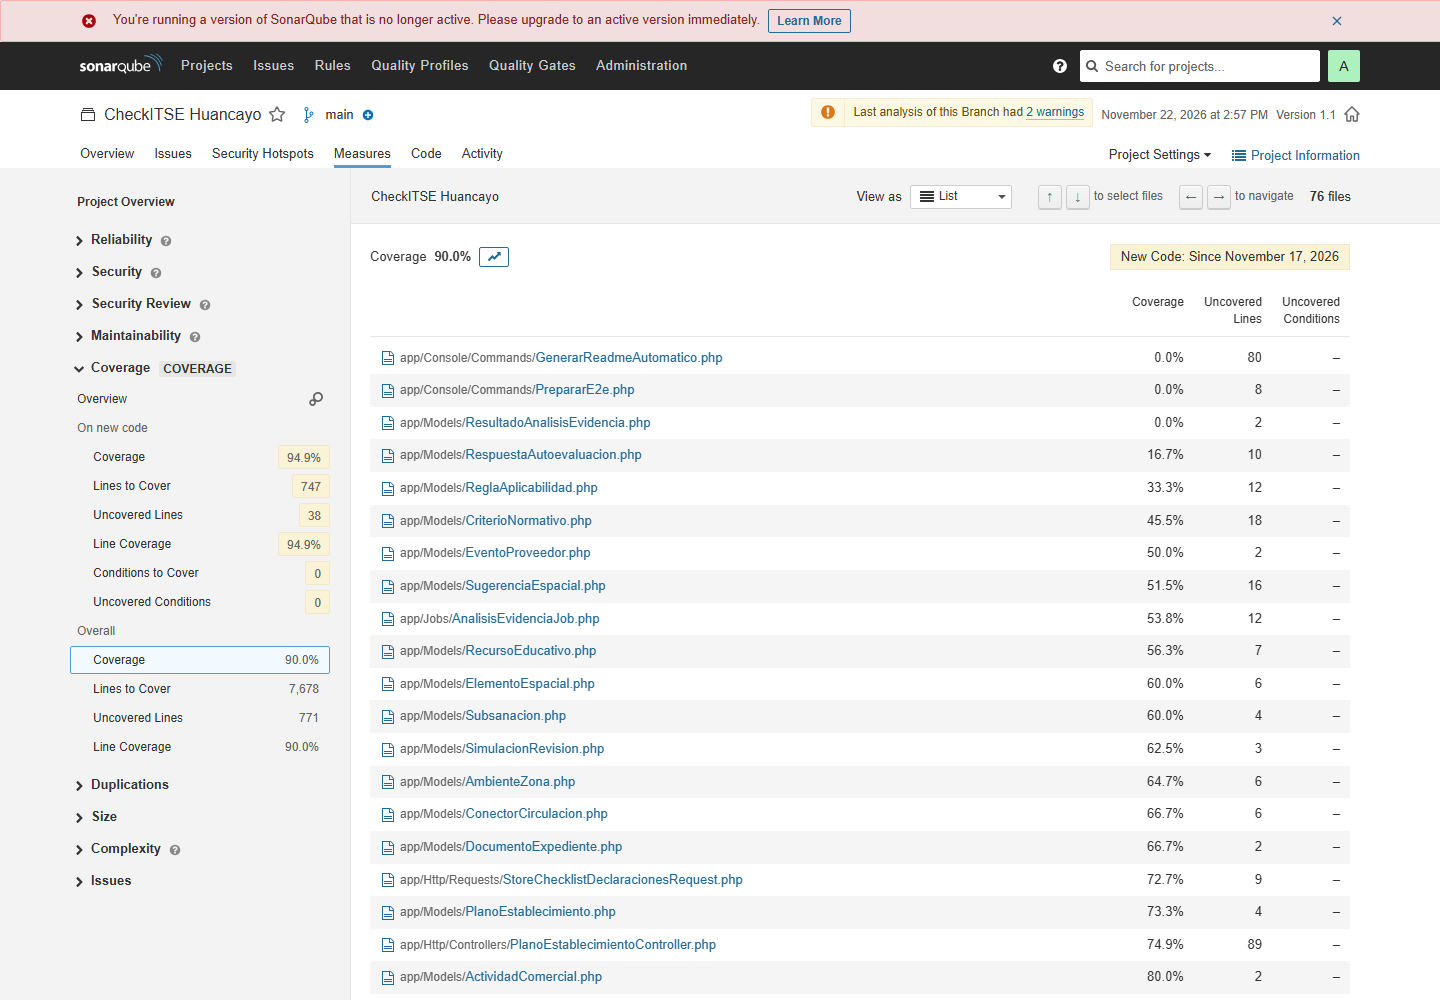 You're running a version of SonarQube that is no longer active. Please upgrade to an active version immediately. Learn More
sonarqube Projects Issues Rules Quality Profiles Quality Gates Administration Search for projects... A
CheckITSE Huancayo main Last analysis of this Branch had 2 warnings November 22, 2026 at 2:57 PM Version 1.1
Overview Issues Security Hotspots Measures Code Activity Project Settings Project Information
Project Overview
Reliability
Security
Security Review
Maintainability
Coverage COVERAGE
Overview
On new code
Coverage 94.9%
Lines to Cover 747
Uncovered Lines 38
Line Coverage 94.9%
Conditions to Cover 0
Uncovered Conditions 0
Overall
Coverage 90.0%
Lines to Cover 7,678
Uncovered Lines 771
Line Coverage 90.0%
Duplications
Size
Complexity
Issues
CheckITSE Huancayo View as List ↑ ↓ to select files ← → to navigate 76 files
Coverage 90.0% New Code: Since November 17, 2026
Coverage Uncovered Lines Uncovered Conditions
app/Console/Commands/GenerarReadmeAutomatico.php 0.0% 80 –
app/Console/Commands/PrepararE2e.php 0.0% 8 –
app/Models/ResultadoAnalisisEvidencia.php 0.0% 2 –
app/Models/RespuestaAutoevaluacion.php 16.7% 10 –
app/Models/ReglaAplicabilidad.php 33.3% 12 –
app/Models/CriterioNormativo.php 45.5% 18 –
app/Models/EventoProveedor.php 50.0% 2 –
app/Models/SugerenciaEspacial.php 51.5% 16 –
app/Jobs/AnalisisEvidenciaJob.php 53.8% 12 –
app/Models/RecursoEducativo.php 56.3% 7 –
app/Models/ElementoEspacial.php 60.0% 6 –
app/Models/Subsanacion.php 60.0% 4 –
app/Models/SimulacionRevision.php 62.5% 3 –
app/Models/AmbienteZona.php 64.7% 6 –
app/Models/ConectorCirculacion.php 66.7% 6 –
app/Models/DocumentoExpediente.php 66.7% 2 –
app/Http/Requests/StoreChecklistDeclaracionesRequest.php 72.7% 9 –
app/Models/PlanoEstablecimiento.php 73.3% 4 –
app/Http/Controllers/PlanoEstablecimientoController.php 74.9% 89 –
app/Models/ActividadComercial.php 80.0% 2 –